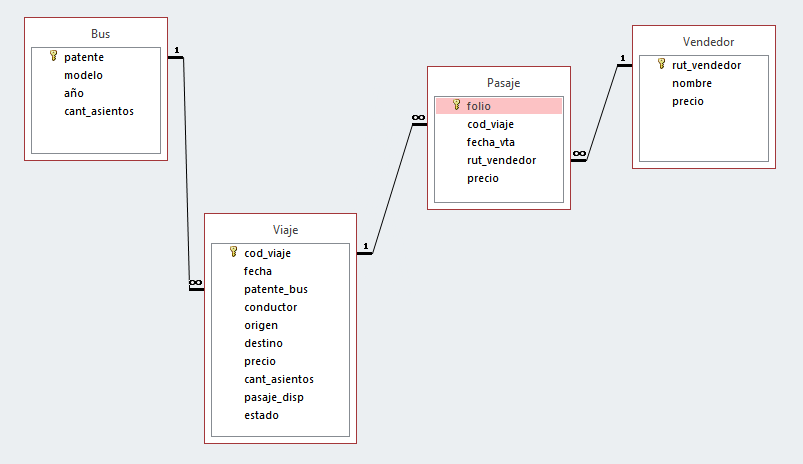 Bus
patente
modelo
año
cant_asientos
1
∞
Viaje
cod_viaje
fecha
patente_bus
conductor
origen
destino
precio
cant_asientos
pasaje_disp
estado
1
∞
Pasaje
folio
cod_viaje
fecha_vta
rut_vendedor
precio
∞
1
Vendedor
rut_vendedor
nombre
precio